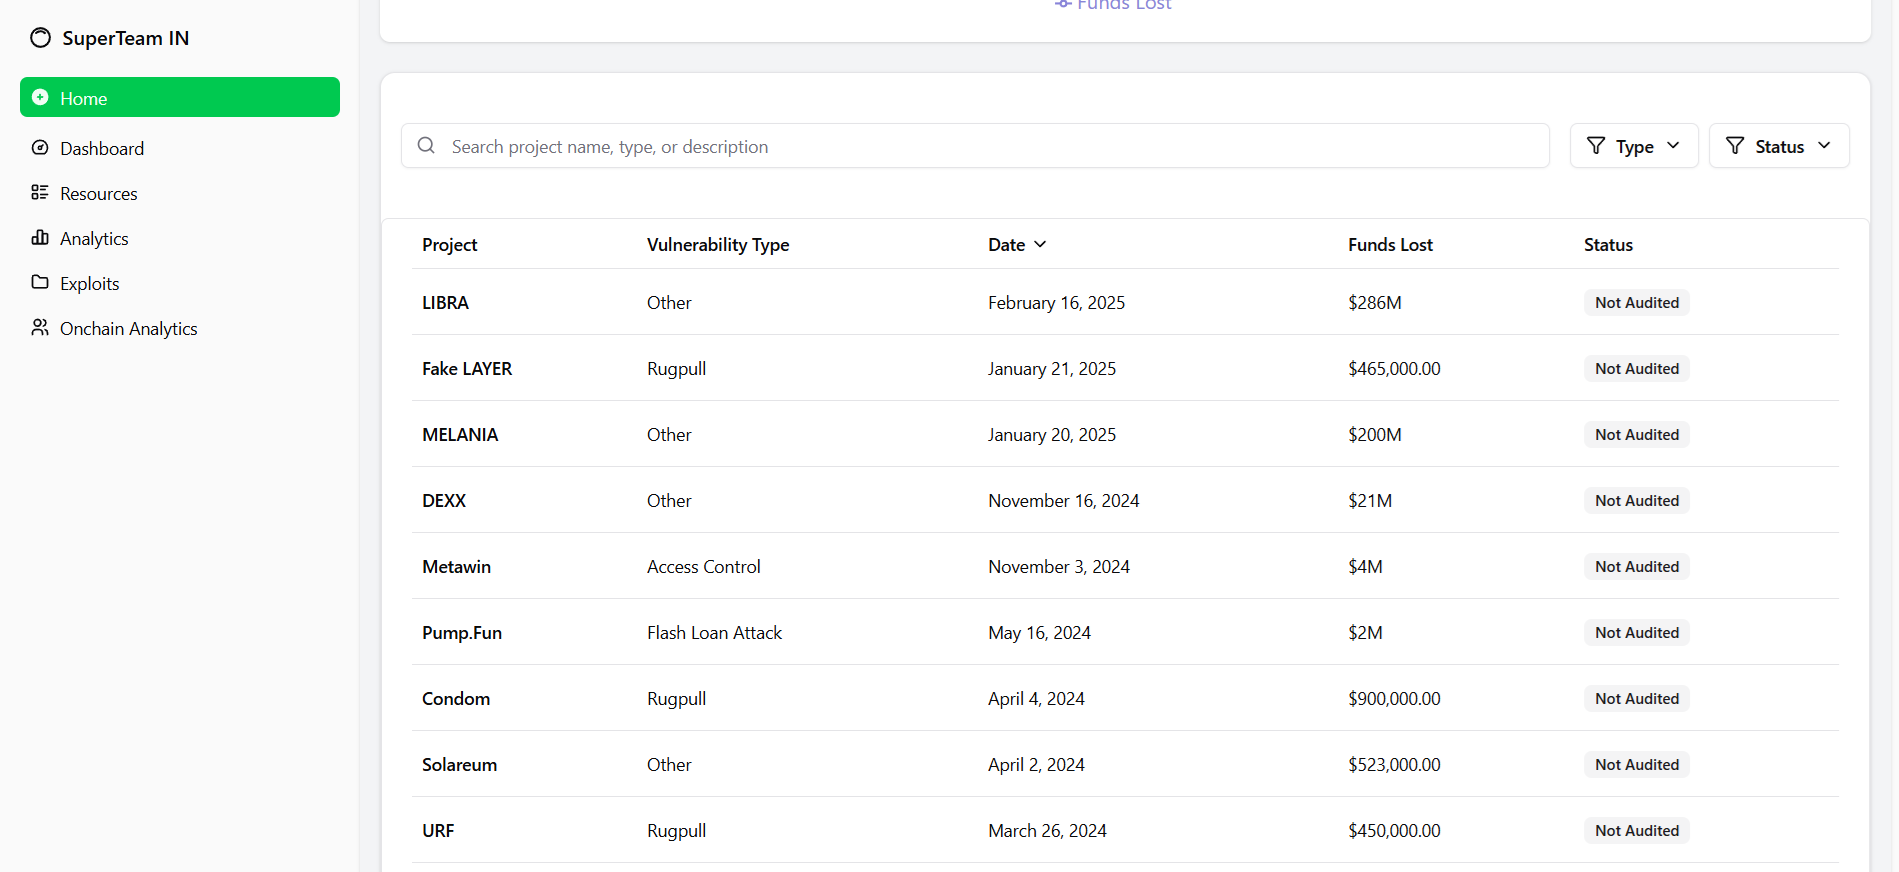 SuperTeam IN
Home
Dashboard
Resources
Analytics
Exploits
Onchain Analytics
Funds Lost
Search project name, type, or description
Type
Status
Project Vulnerability Type Date Funds Lost Status
LIBRA Other February 16, 2025 $286M Not Audited
Fake LAYER Rugpull January 21, 2025 $465,000.00 Not Audited
MELANIA Other January 20, 2025 $200M Not Audited
DEXX Other November 16, 2024 $21M Not Audited
Metawin Access Control November 3, 2024 $4M Not Audited
Pump.Fun Flash Loan Attack May 16, 2024 $2M Not Audited
Condom Rugpull April 4, 2024 $900,000.00 Not Audited
Solareum Other April 2, 2024 $523,000.00 Not Audited
URF Rugpull March 26, 2024 $450,000.00 Not Audited